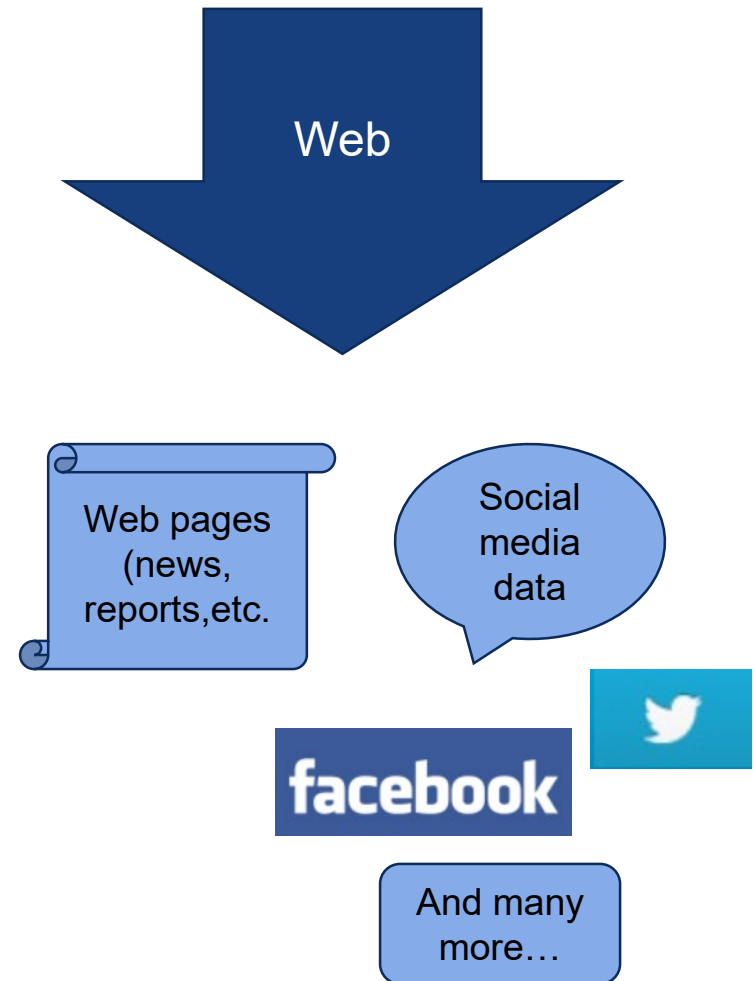 Web
Web pages
(news,
reports,etc.
Social
media
data
facebook
And many
more…